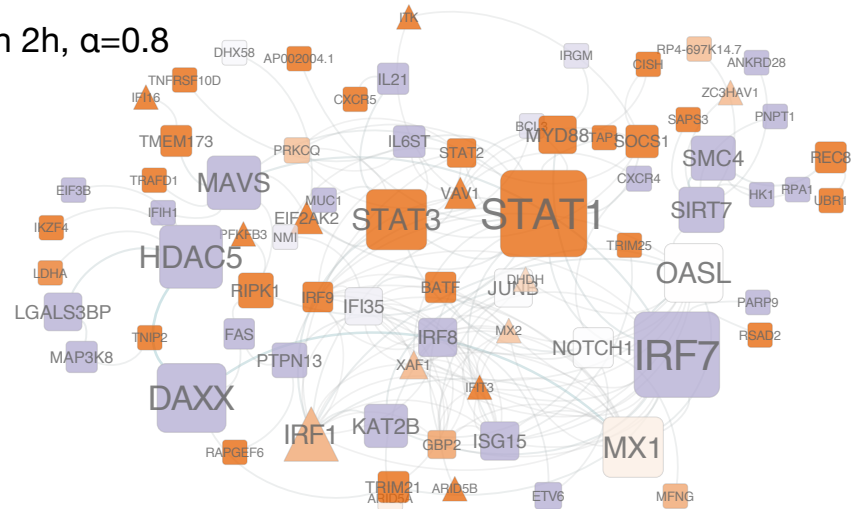 n 2h, α=0.8
ITK
DHX58
AP002004.1
IRGM
RP4-697K14.7
CISH
ANKRD28
TNFRSF10D
IL21
IFI16
CXCR5
ZC3HAV1
SAPS3
PNPT1
TMEM173
PRKCQ
IL6ST
STAT2
BCL3
MYD88
TAP1
SOCS1
SMC4
REC8
TRAFD1
MAVS
EIF3B
MUC1
VAV1
CXCR4
HK1
RPA1
UBR1
IFIH1
EIF2AK2
STAT3
STAT1
SIRT7
IKZF4
PFKFB3
NMI
TRIM25
HDAC5
LDHA
OASL
RIPK1
IRF9
BATF
DHDH
JUNB
LGALS3BP
IFI35
PARP9
TNIP2
FAS
IRF8
MX2
NOTCH1
IRF7
RSAD2
MAP3K8
PTPN13
XAF1
DAXX
IFIT3
KAT2B
IRF1
GBP2
ISG15
MX1
RAPGEF6
TRIM21
ARID5B
ARID5A
ETV6
MFNG